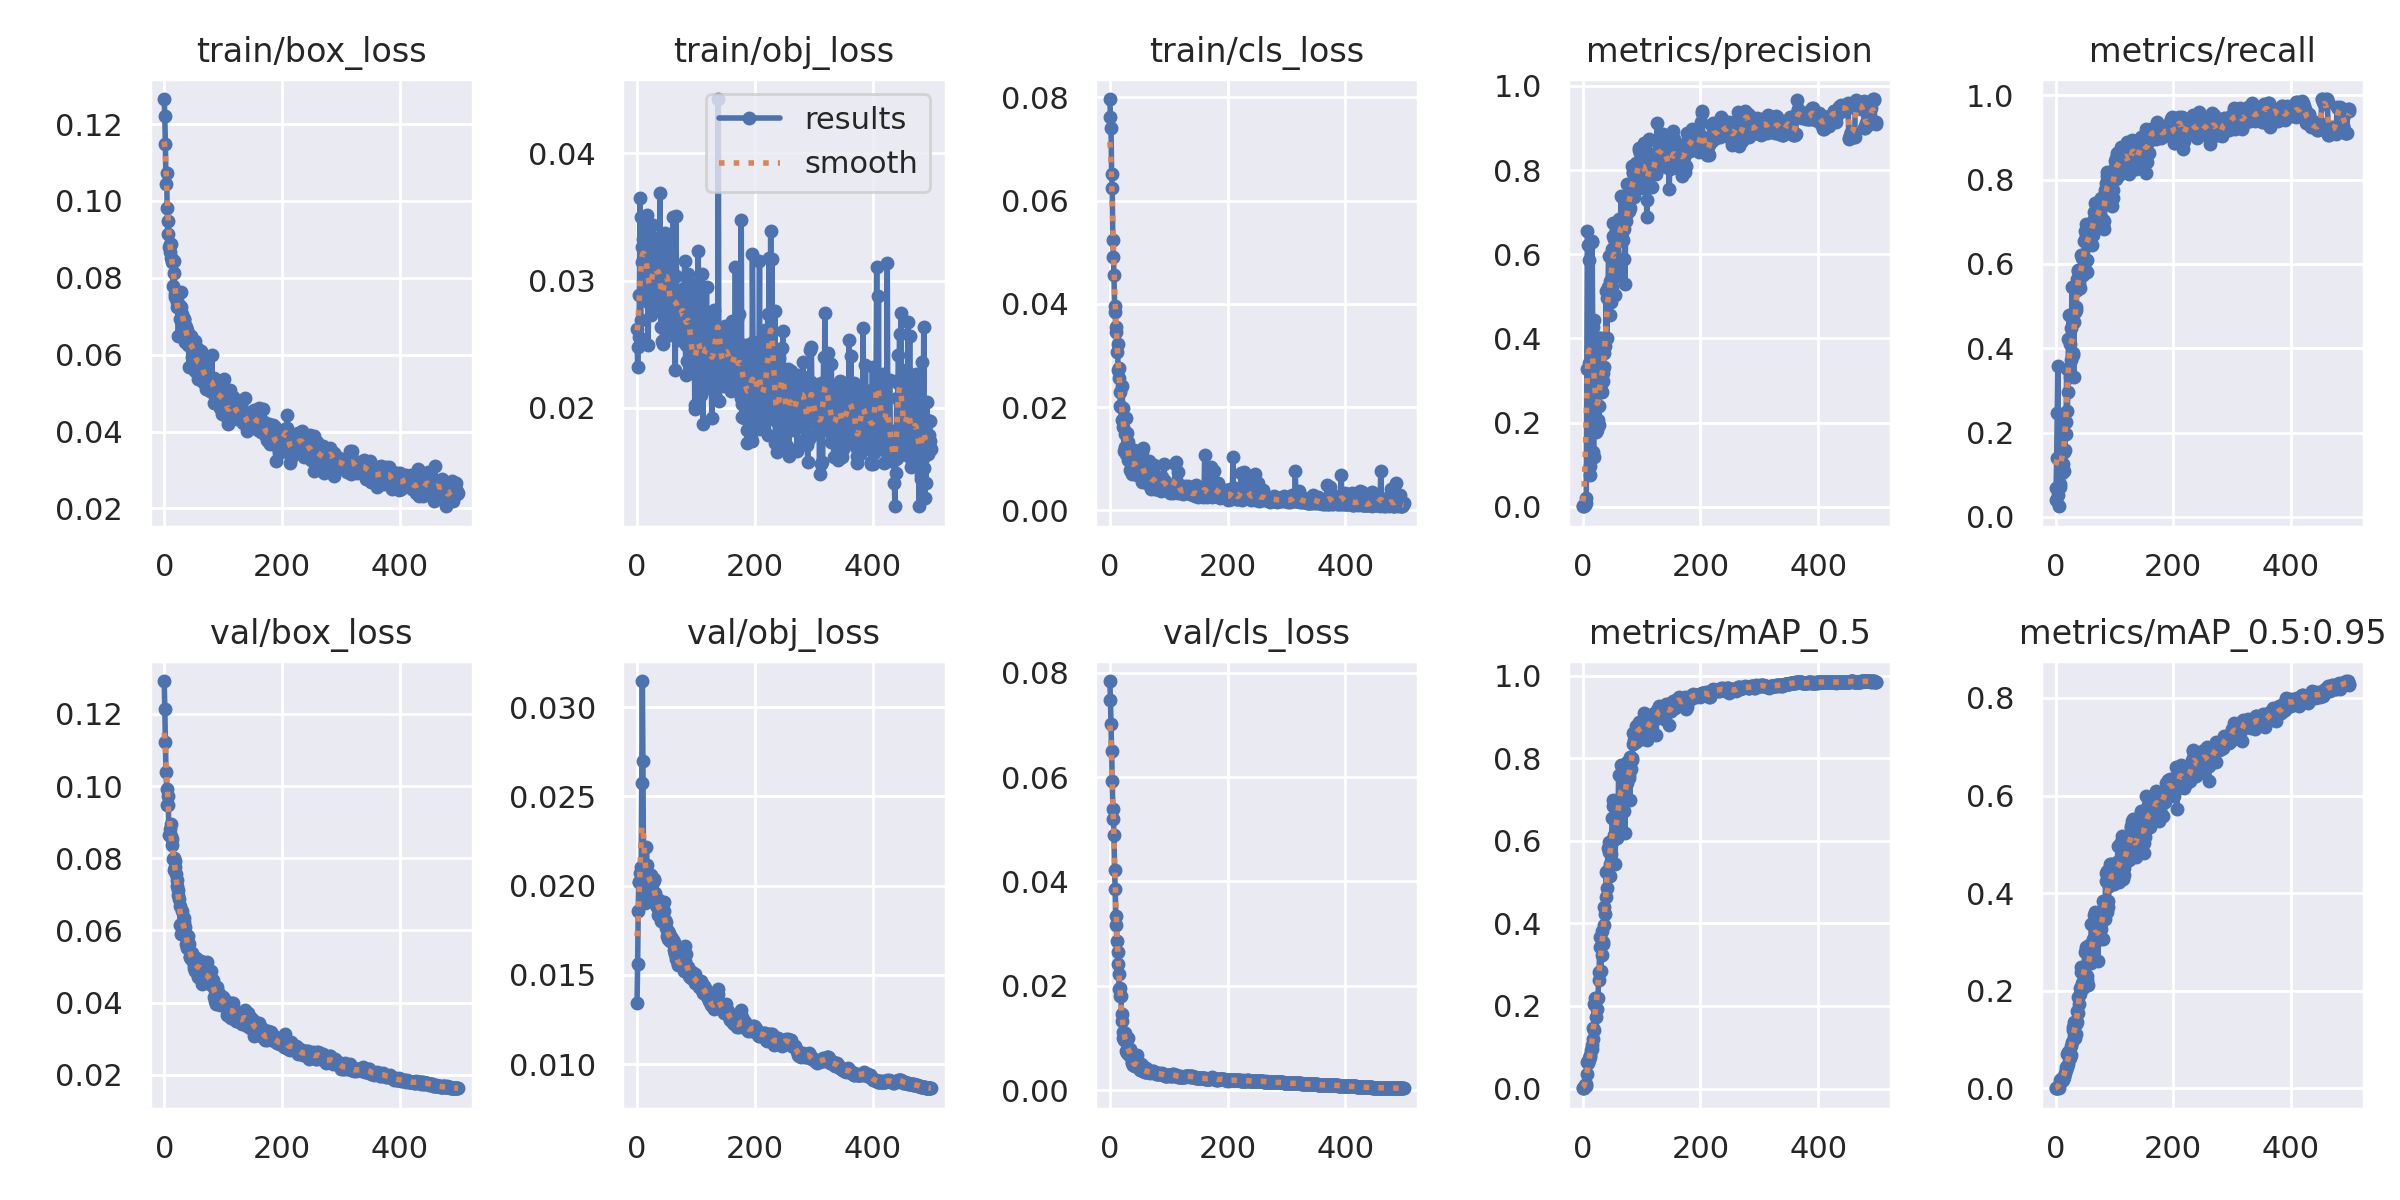 train/box_loss
0.12
0.10
0.08
0.06
0.04
0.02
0 200 400
train/obj_loss
results
smooth
0.04
0.03
0.02
0 200 400
train/cls_loss
0.08
0.06
0.04
0.02
0.00
0 200 400
metrics/precision
1.0
0.8
0.6
0.4
0.2
0.0
0 200 400
metrics/recall
1.0
0.8
0.6
0.4
0.2
0.0
0 200 400
val/box_loss
0.12
0.10
0.08
0.06
0.04
0.02
0 200 400
val/obj_loss
0.030
0.025
0.020
0.015
0.010
0 200 400
val/cls_loss
0.08
0.06
0.04
0.02
0.00
0 200 400
metrics/mAP_0.5
1.0
0.8
0.6
0.4
0.2
0.0
0 200 400
metrics/mAP_0.5:0.95
0.8
0.6
0.4
0.2
0.0
0 200 400